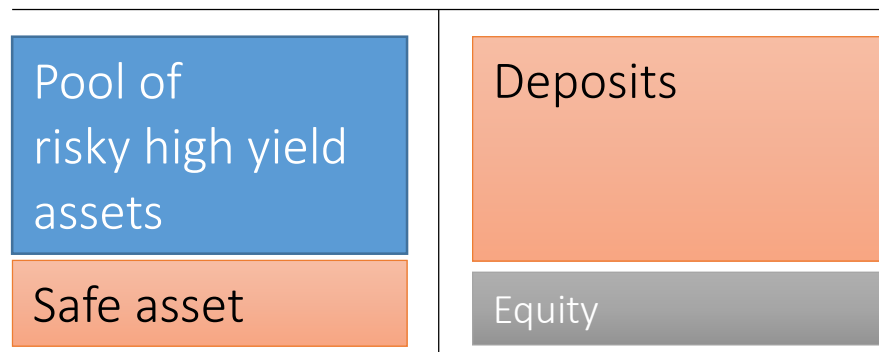 Pool of
risky high yield
assets
Safe asset
Deposits
Equity